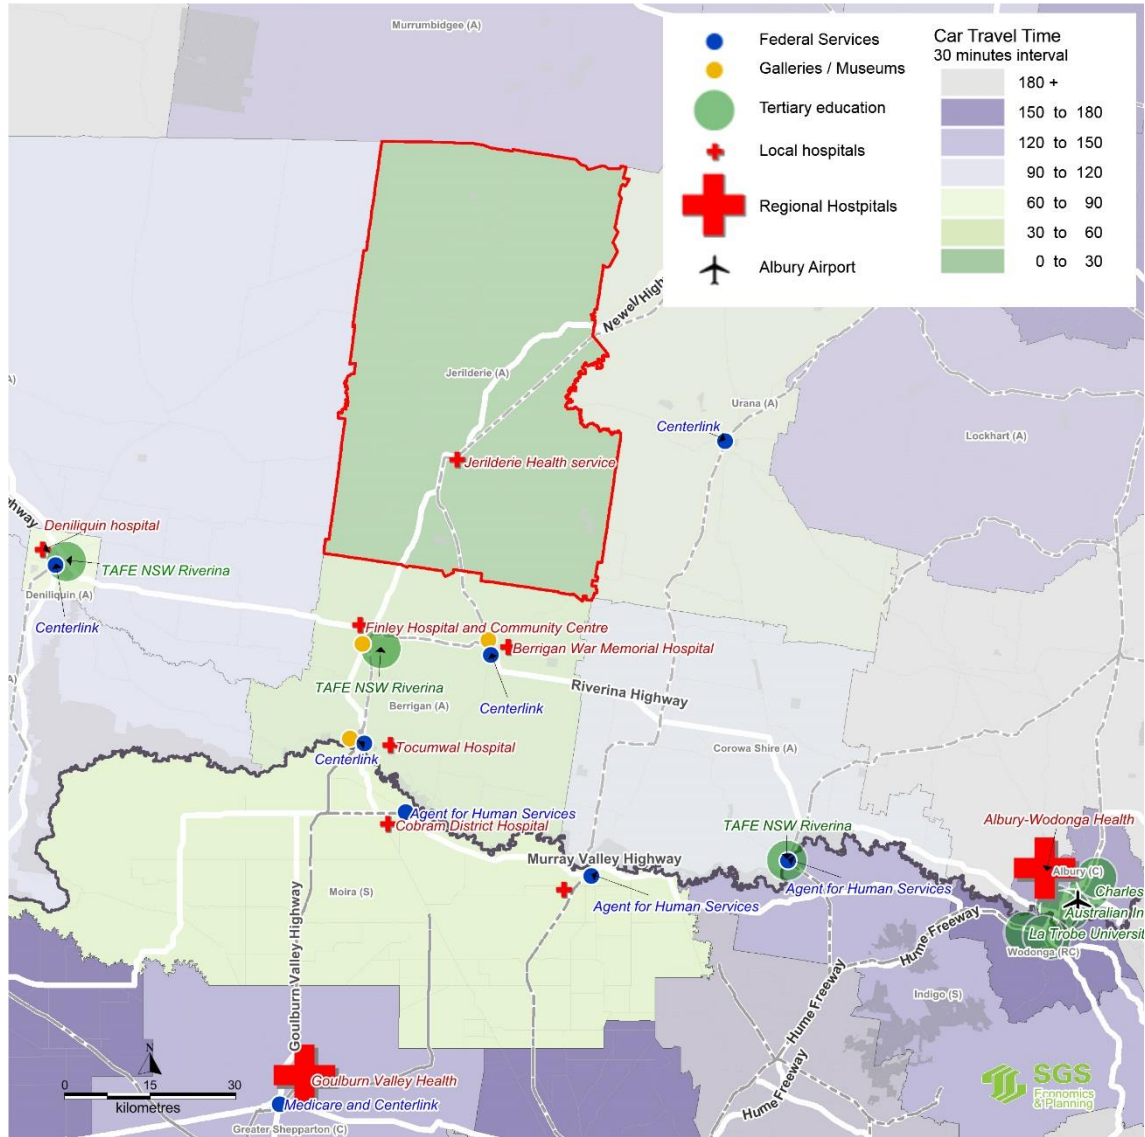 Murrumbidgee (A)
Federal Services
Galleries / Museums
Tertiary education
Local hospitals
Regional Hostpitals
Albury Airport
Car Travel Time
30 minutes interval
180 +
150 to 180
120 to 150
90 to 120
60 to 90
30 to 60
0 to 30
Newel/High
Jerilderie (A)
Urana (A)
Centerlink
Lockhart (A)
Jerilderie Health service
ghway
Deniliquin hospital
TAFE NSW Riverina
Deniliquin (A)
Centerlink
Finley Hospital and Community Centre
Berrigan War Memorial Hospital
TAFE NSW Riverina
Berrigan (A)
Centerlink
Riverina Highway
Tocumwal Hospital
Centerlink
Corowa Shire (A)
Agent for Human Services
Cobram District Hospital
TAFE NSW Riverina
Albury-Wodonga Health
Murray Valley Highway
Agent for Human Services
Agent for Human Services
Moira (S)
Albury (C)
Charles
Australian In
La Trobe Universit
Wodonga (RC)
Hume Freeway
Hume Freeway
Hume Freeway
Indigo (S)
Goulburn-Valley-Highway
N
0 15 30
kilometres
Goulburn Valley Health
Medicare and Centerlink
Greater Shepparton (C)
SGS
Economics
& Planning